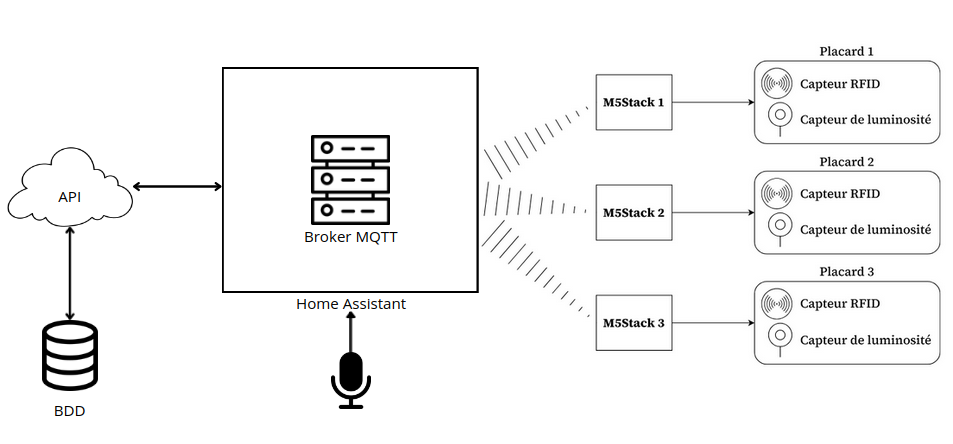 API
BDD
Broker MQTT
Home Assistant
M5Stack 1
Placard 1
Capteur RFID
Capteur de luminosité
M5Stack 2
Placard 2
Capteur RFID
Capteur de luminosité
M5Stack 3
Placard 3
Capteur RFID
Capteur de luminosité